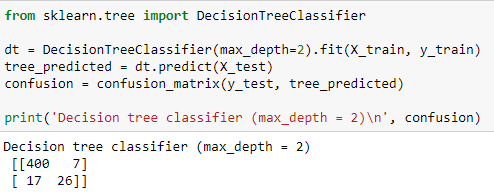 from sklearn.tree import DecisionTreeClassifier
dt = DecisionTreeClassifier(max_depth=2).fit(X_train, y_train)
tree_predicted = dt.predict(X_test)
confusion = confusion_matrix(y_test, tree_predicted)
print('Decision tree classifier (max_depth = 2)\n', confusion)
Decision tree classifier (max_depth = 2)
 [[400   7]
 [ 17  26]]